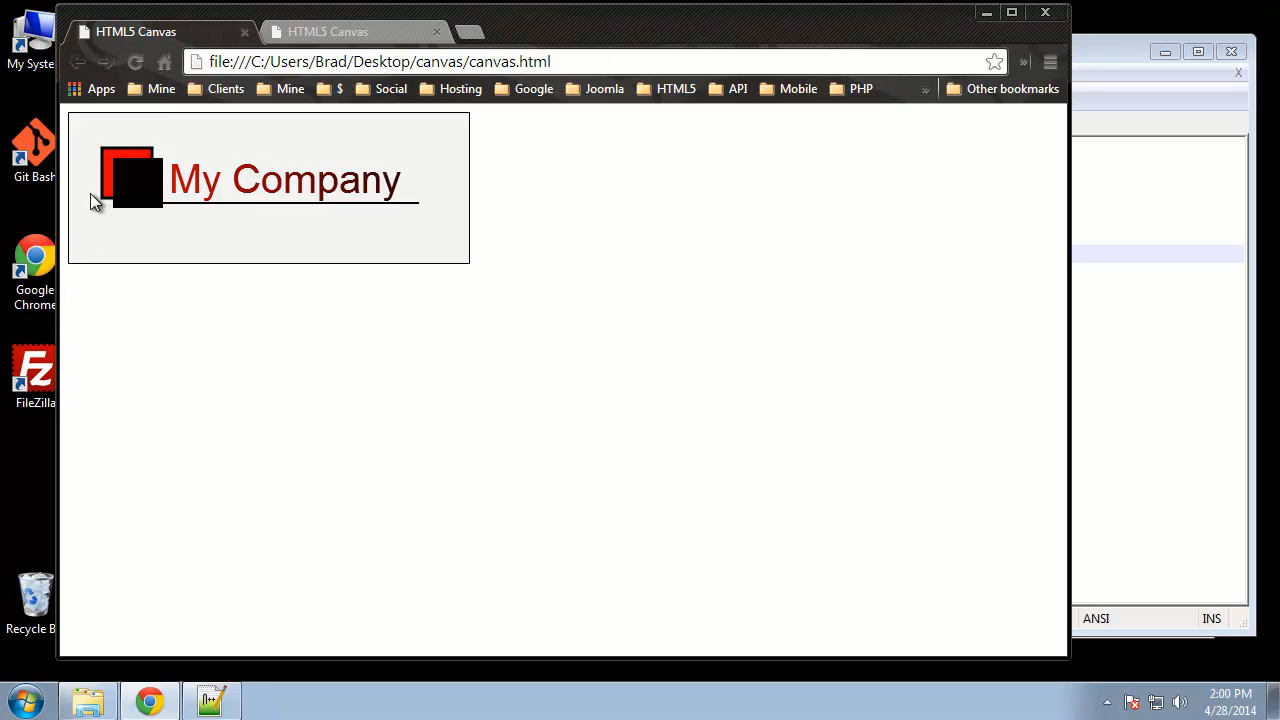 HTML5 Canvas
HTML5 Canvas
file:///C:/Users/Brad/Desktop/canvas/canvas.html
Apps Mine Clients Mine $ Social Hosting Google Joomla HTML5 API Mobile PHP » Other bookmarks
My Company
My Syste
Git Bash
Google
Chrome
FileZilla
Recycle B
ANSI INS
2:00 PM
4/28/2014